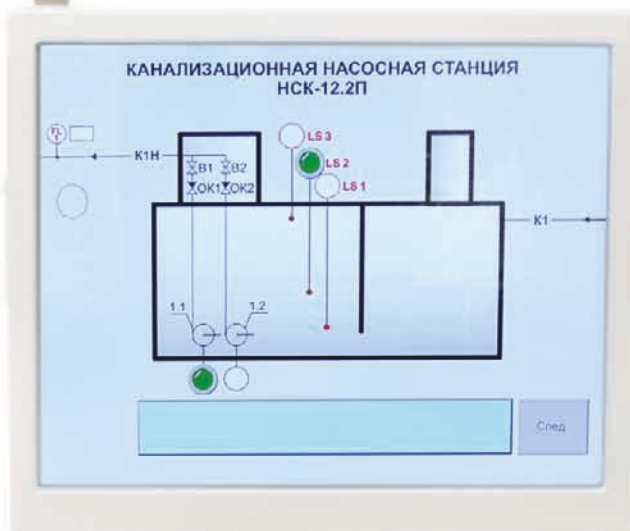 КАНАЛИЗАЦИОННАЯ НАСОСНАЯ СТАНЦИЯ
НСК-12.2П
LS 3
К1Н
В1
В2
LS 2
ОК1
ОК2
LS 1
К1
1.1
1.2
След